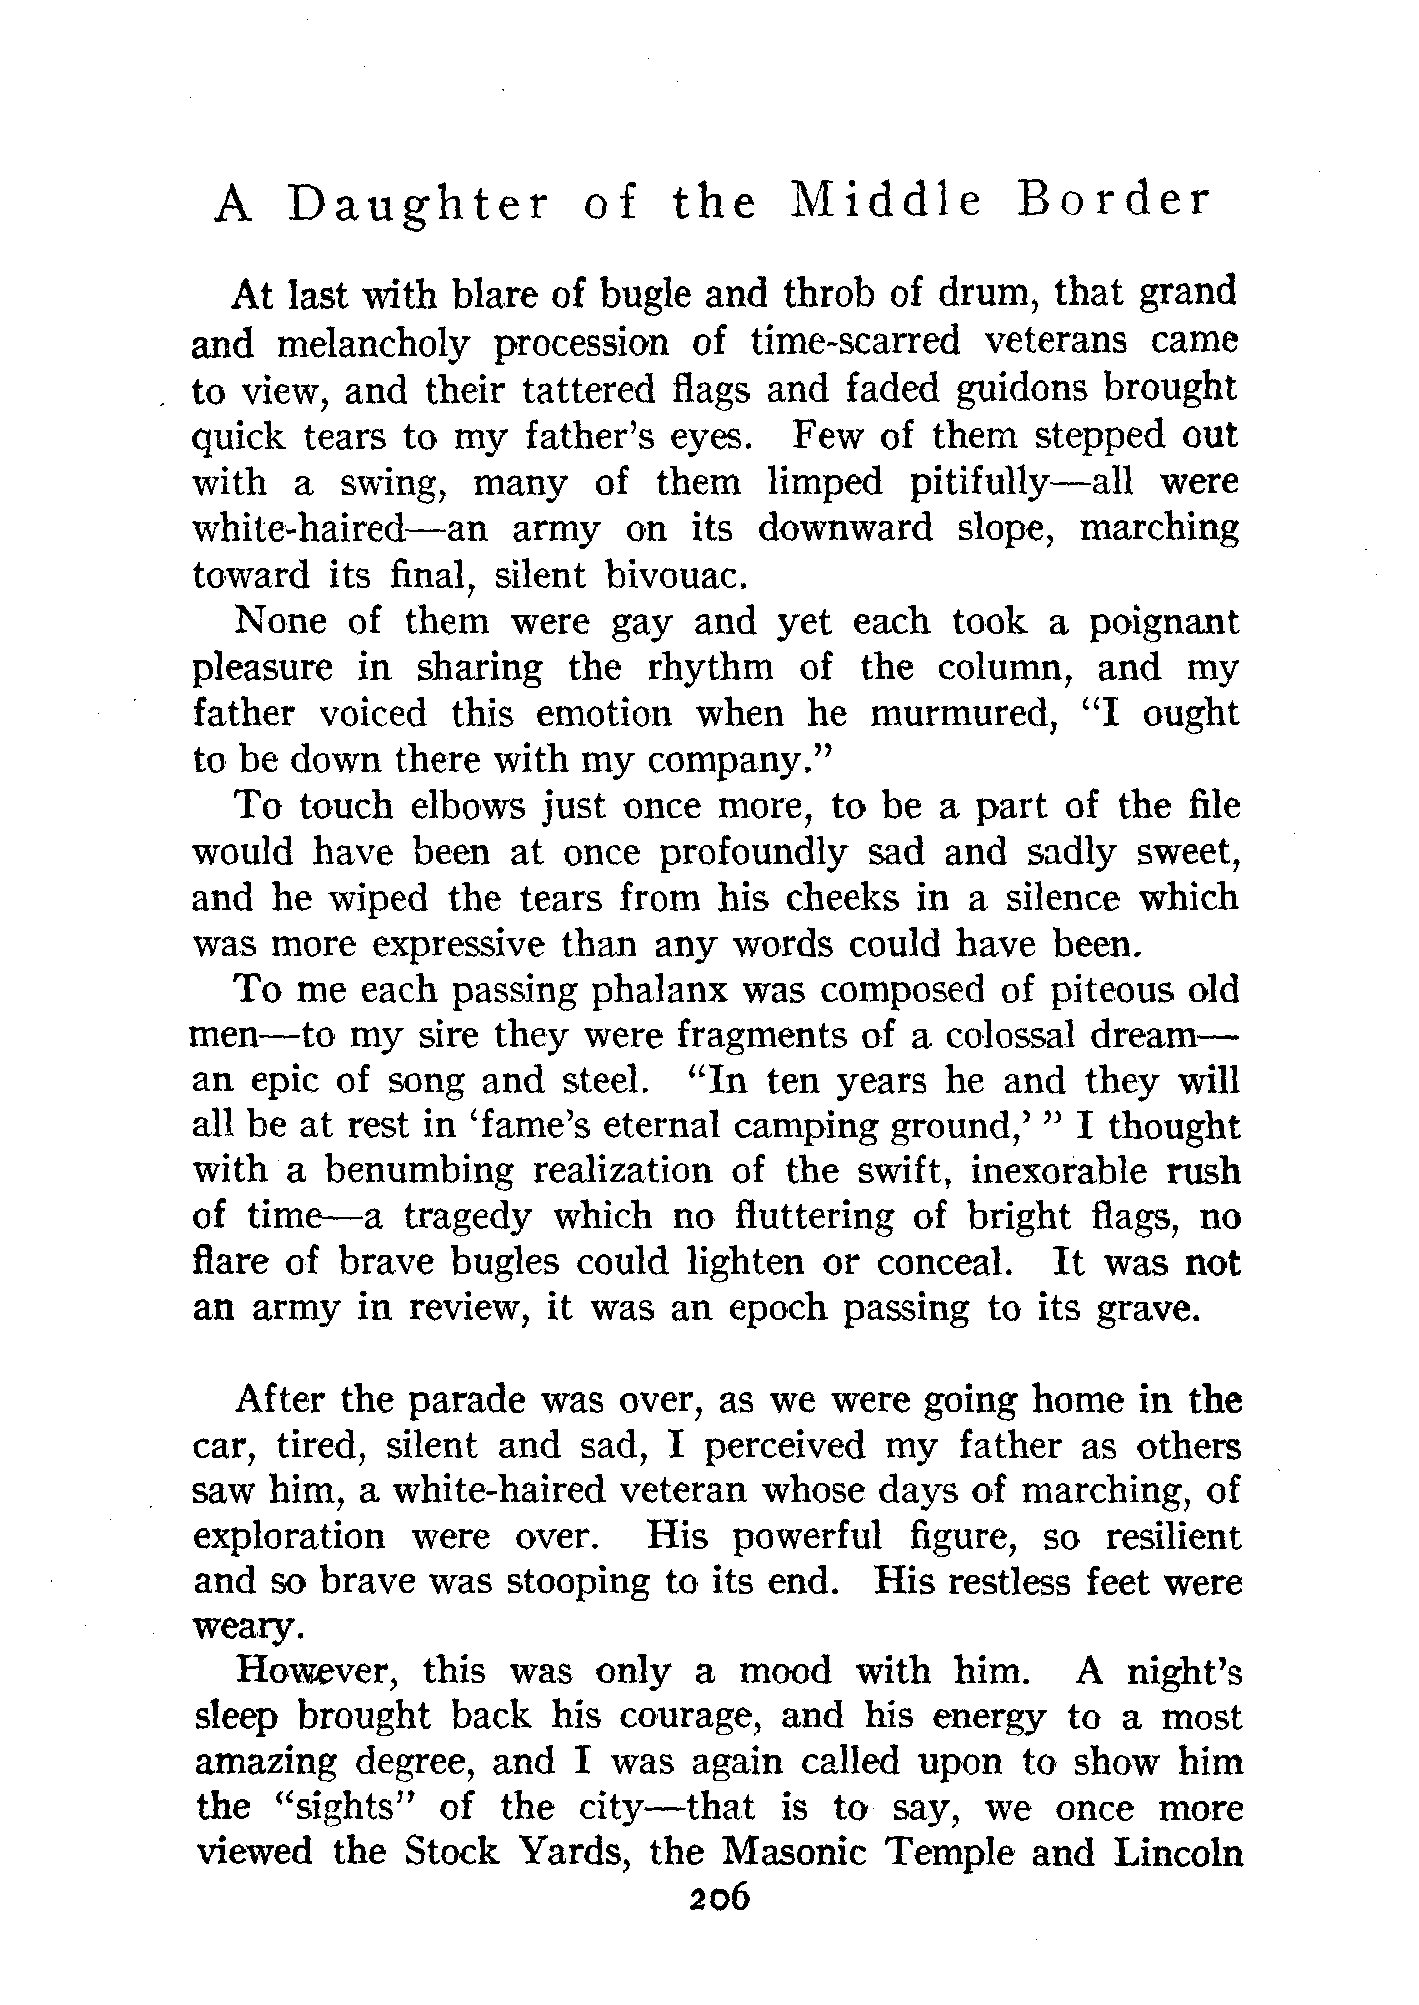 A Daughter of the Middle Border
At last with blare of bugle and throb of drum, that grand
and melancholy procession of time-scarred veterans came
to view, and their tattered flags and faded guidons brought
quick tears to my father's eyes. Few of them stepped out
with a swing, many of them limped pitifully—all were
white-haired—an army on its downward slope, marching
toward its final, silent bivouac.
None of them were gay and yet each took a poignant
pleasure in sharing the rhythm of the column, and my
father voiced this emotion when he murmured, "I ought
to be down there with my company."
To touch elbows just once more, to be a part of the file
would have been at once profoundly sad and sadly sweet,
and he wiped the tears from his cheeks in a silence which
was more expressive than any words could have been.
To me each passing phalanx was composed of piteous old
men—to my sire they were fragments of a colossal dream—
an epic of song and steel. "In ten years he and they will
all be at rest in 'fame's eternal camping ground,' " I thought
with a benumbing realization of the swift, inexorable rush
of time—a tragedy which no fluttering of bright flags, no
flare of brave bugles could lighten or conceal. It was not
an army in review, it was an epoch passing to its grave.
After the parade was over, as we were going home in the
car, tired, silent and sad, I perceived my father as others
saw him, a white-haired veteran whose days of marching, of
exploration were over. His powerful figure, so resilient
and so brave was stooping to its end. His restless feet were
weary.
However, this was only a mood with him. A night's
sleep brought back his courage, and his energy to a most
amazing degree, and I was again called upon to show him
the "sights" of the city—that is to say, we once more
viewed the Stock Yards, the Masonic Temple and Lincoln
206